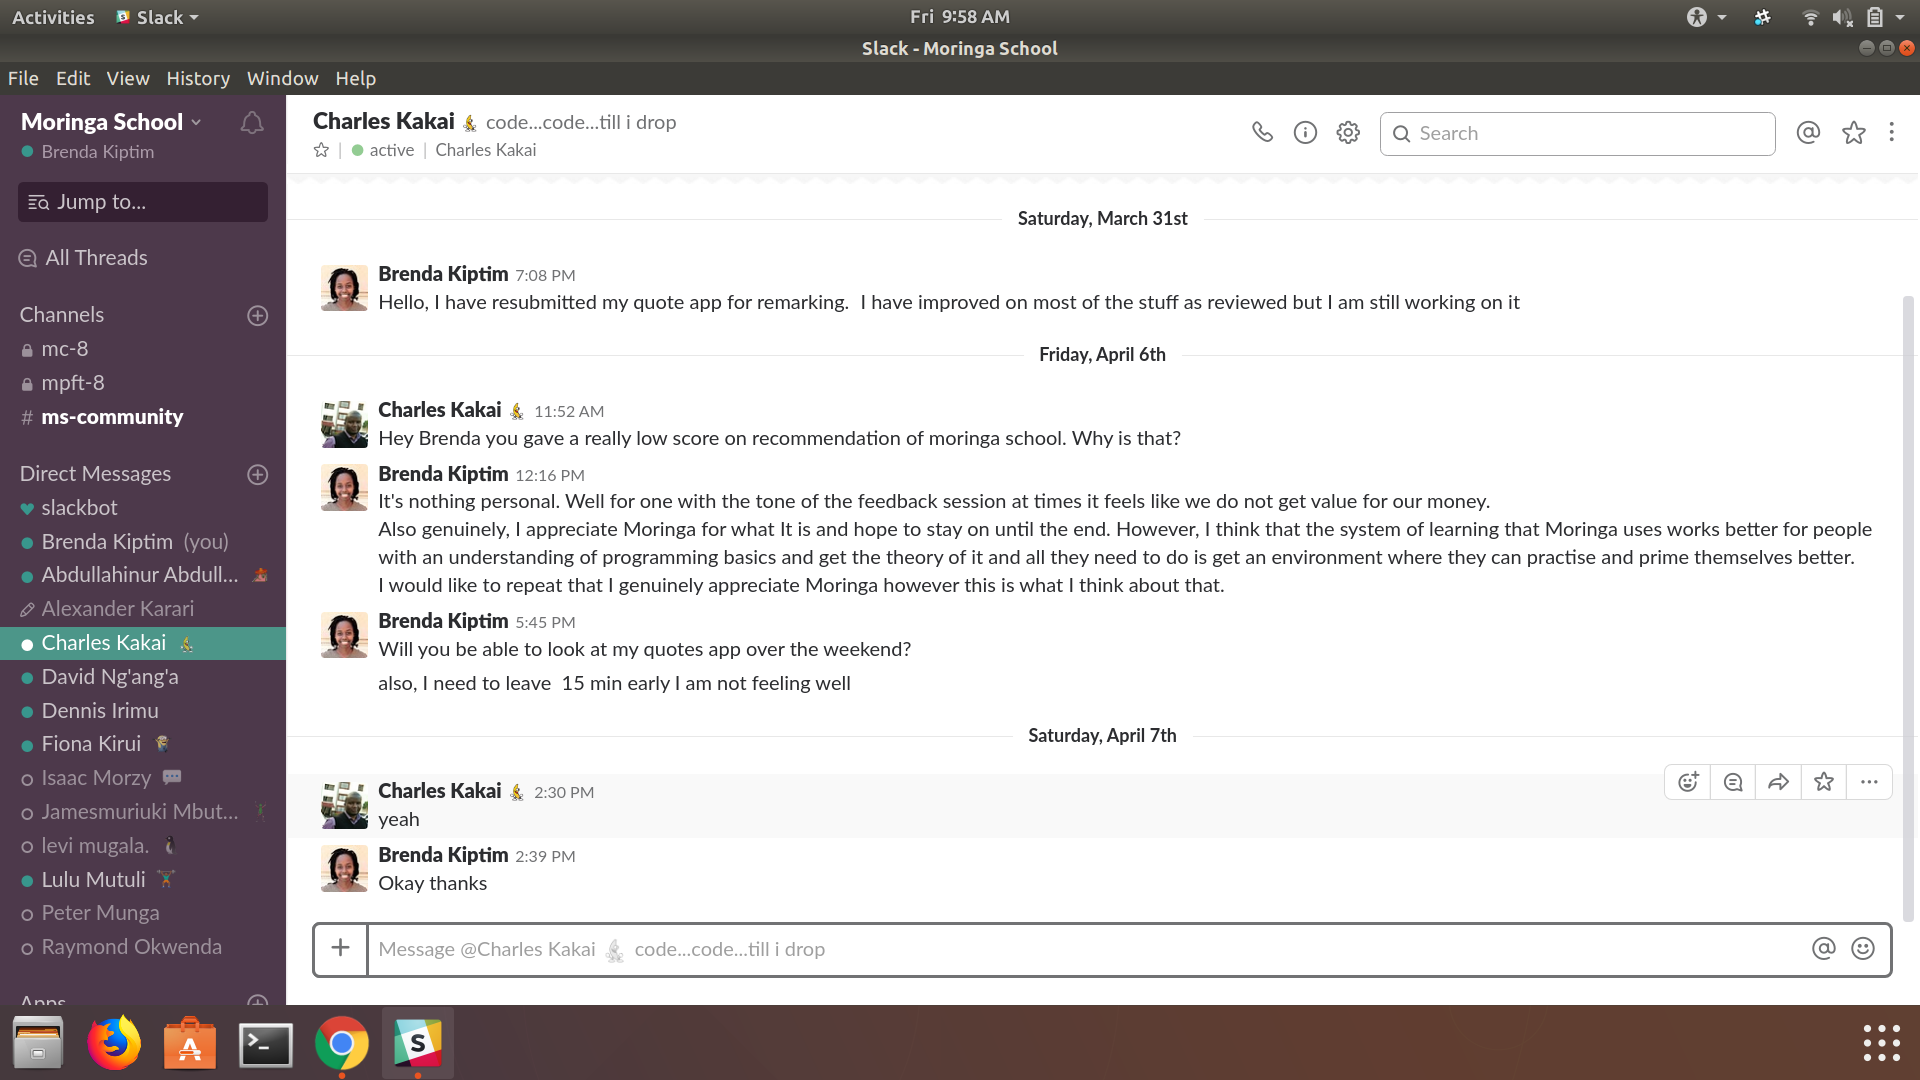 Activities Slack Fri 9:58 AM
Slack - Moringa School
File Edit View History Window Help
Moringa School
Brenda Kiptim
Jump to...
All Threads
Channels
mc-8
mpft-8
# ms-community
Direct Messages
slackbot
Brenda Kiptim (you)
Abdullahinur Abdull...
Alexander Karari
Charles Kakai
David Ng'ang'a
Dennis Irimu
Fiona Kirui
Isaac Morzy
Jamesmuriuki Mbut...
levi mugala.
Lulu Mutuli
Peter Munga
Raymond Okwenda
Apps
Charles Kakai code...code...till i drop
| active | Charles Kakai
Search
Saturday, March 31st
Brenda Kiptim 7:08 PM
Hello, I have resubmitted my quote app for remarking.  I have improved on most of the stuff as reviewed but I am still working on it
Friday, April 6th
Charles Kakai 11:52 AM
Hey Brenda you gave a really low score on recommendation of moringa school. Why is that?
Brenda Kiptim 12:16 PM
It's nothing personal. Well for one with the tone of the feedback session at times it feels like we do not get value for our money.
Also genuinely, I appreciate Moringa for what It is and hope to stay on until the end. However, I think that the system of learning that Moringa uses works better for people
with an understanding of programming basics and get the theory of it and all they need to do is get an environment where they can practise and prime themselves better.
I would like to repeat that I genuinely appreciate Moringa however this is what I think about that.
Brenda Kiptim 5:45 PM
Will you be able to look at my quotes app over the weekend?
also, I need to leave  15 min early I am not feeling well
Saturday, April 7th
Charles Kakai 2:30 PM
yeah
Brenda Kiptim 2:39 PM
Okay thanks
Message @Charles Kakai code...code...till i drop